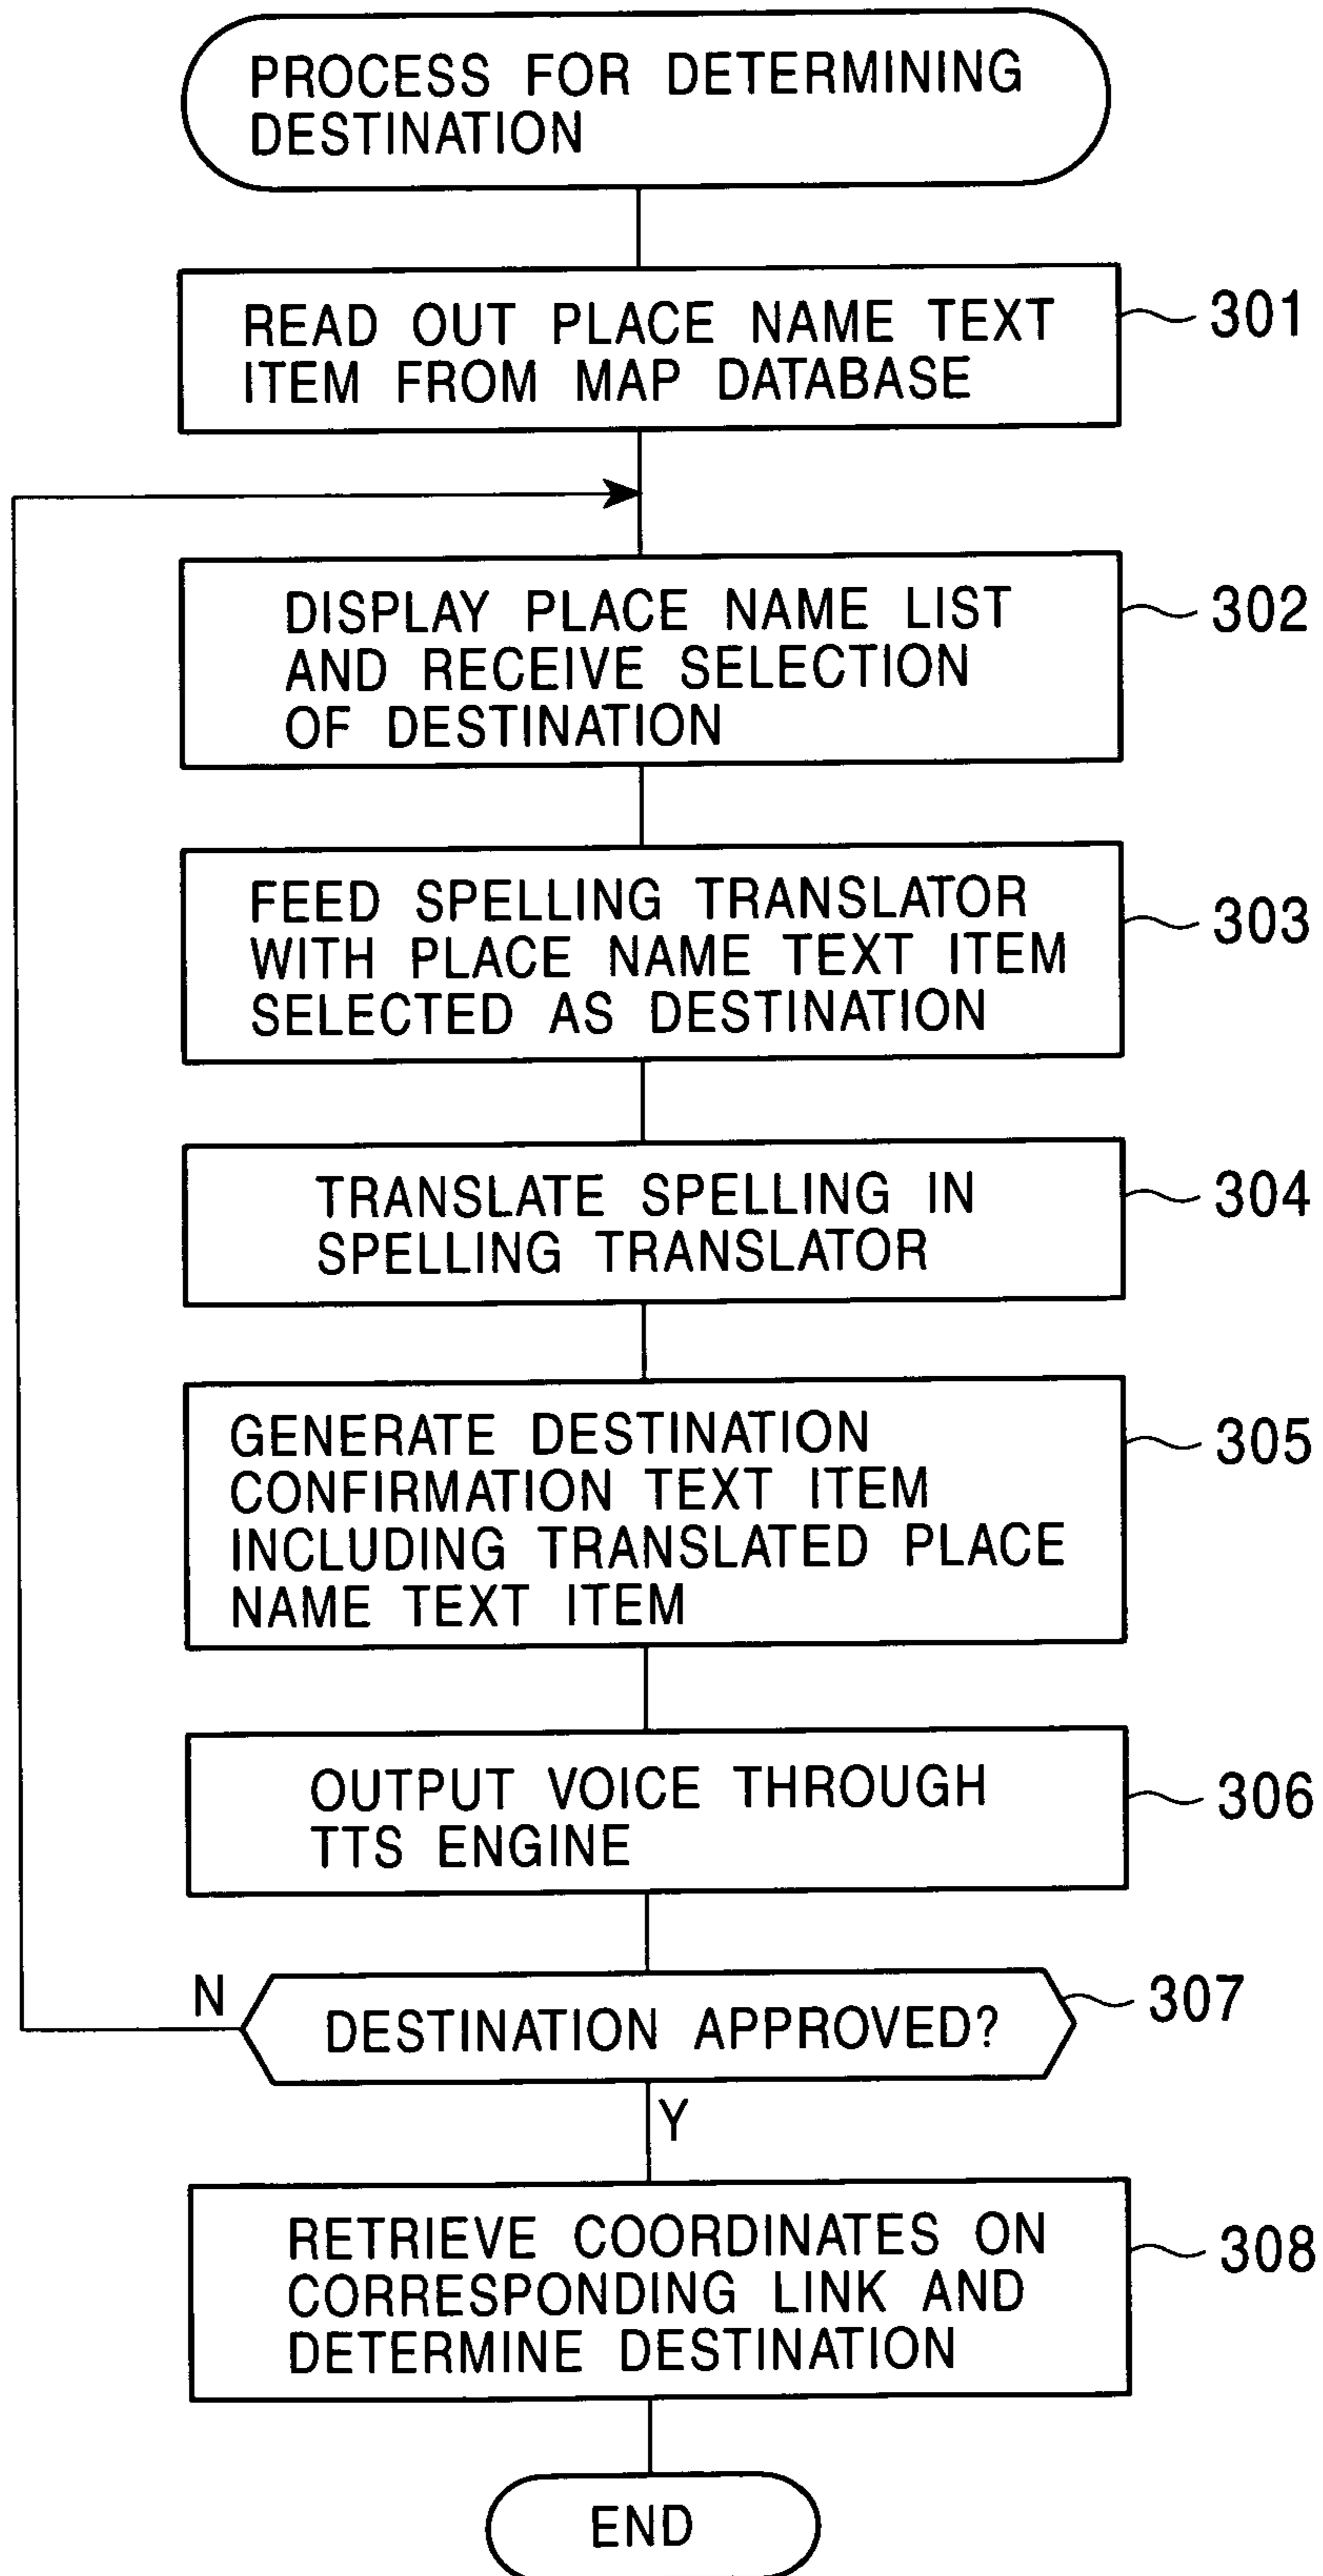 PROCESS FOR DETERMINING
DESTINATION
READ OUT PLACE NAME TEXT
ITEM FROM MAP DATABASE
301
DISPLAY PLACE NAME LIST
AND RECEIVE SELECTION
OF DESTINATION
302
FEED SPELLING TRANSLATOR
WITH PLACE NAME TEXT ITEM
SELECTED AS DESTINATION
303
TRANSLATE SPELLING IN
SPELLING TRANSLATOR
304
GENERATE DESTINATION
CONFIRMATION TEXT ITEM
INCLUDING TRANSLATED PLACE
NAME TEXT ITEM
305
OUTPUT VOICE THROUGH
TTS ENGINE
306
N
DESTINATION APPROVED?
307
Y
RETRIEVE COORDINATES ON
CORRESPONDING LINK AND
DETERMINE DESTINATION
308
END